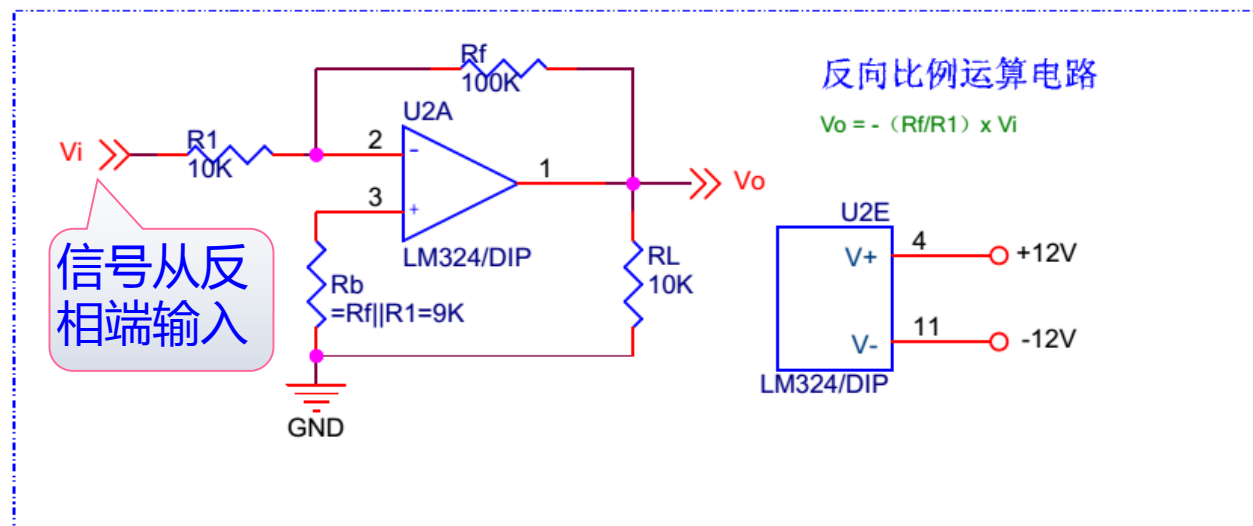 反向比例运算电路
Vo = -（Rf/R1）x Vi
Rf
100K
U2A
Vi
R1
10K
2
-
3
+
1
Vo
LM324/DIP
信号从反
相端输入
Rb
=Rf||R1=9K
RL
10K
GND
U2E
V+
4
+12V
V-
11
-12V
LM324/DIP